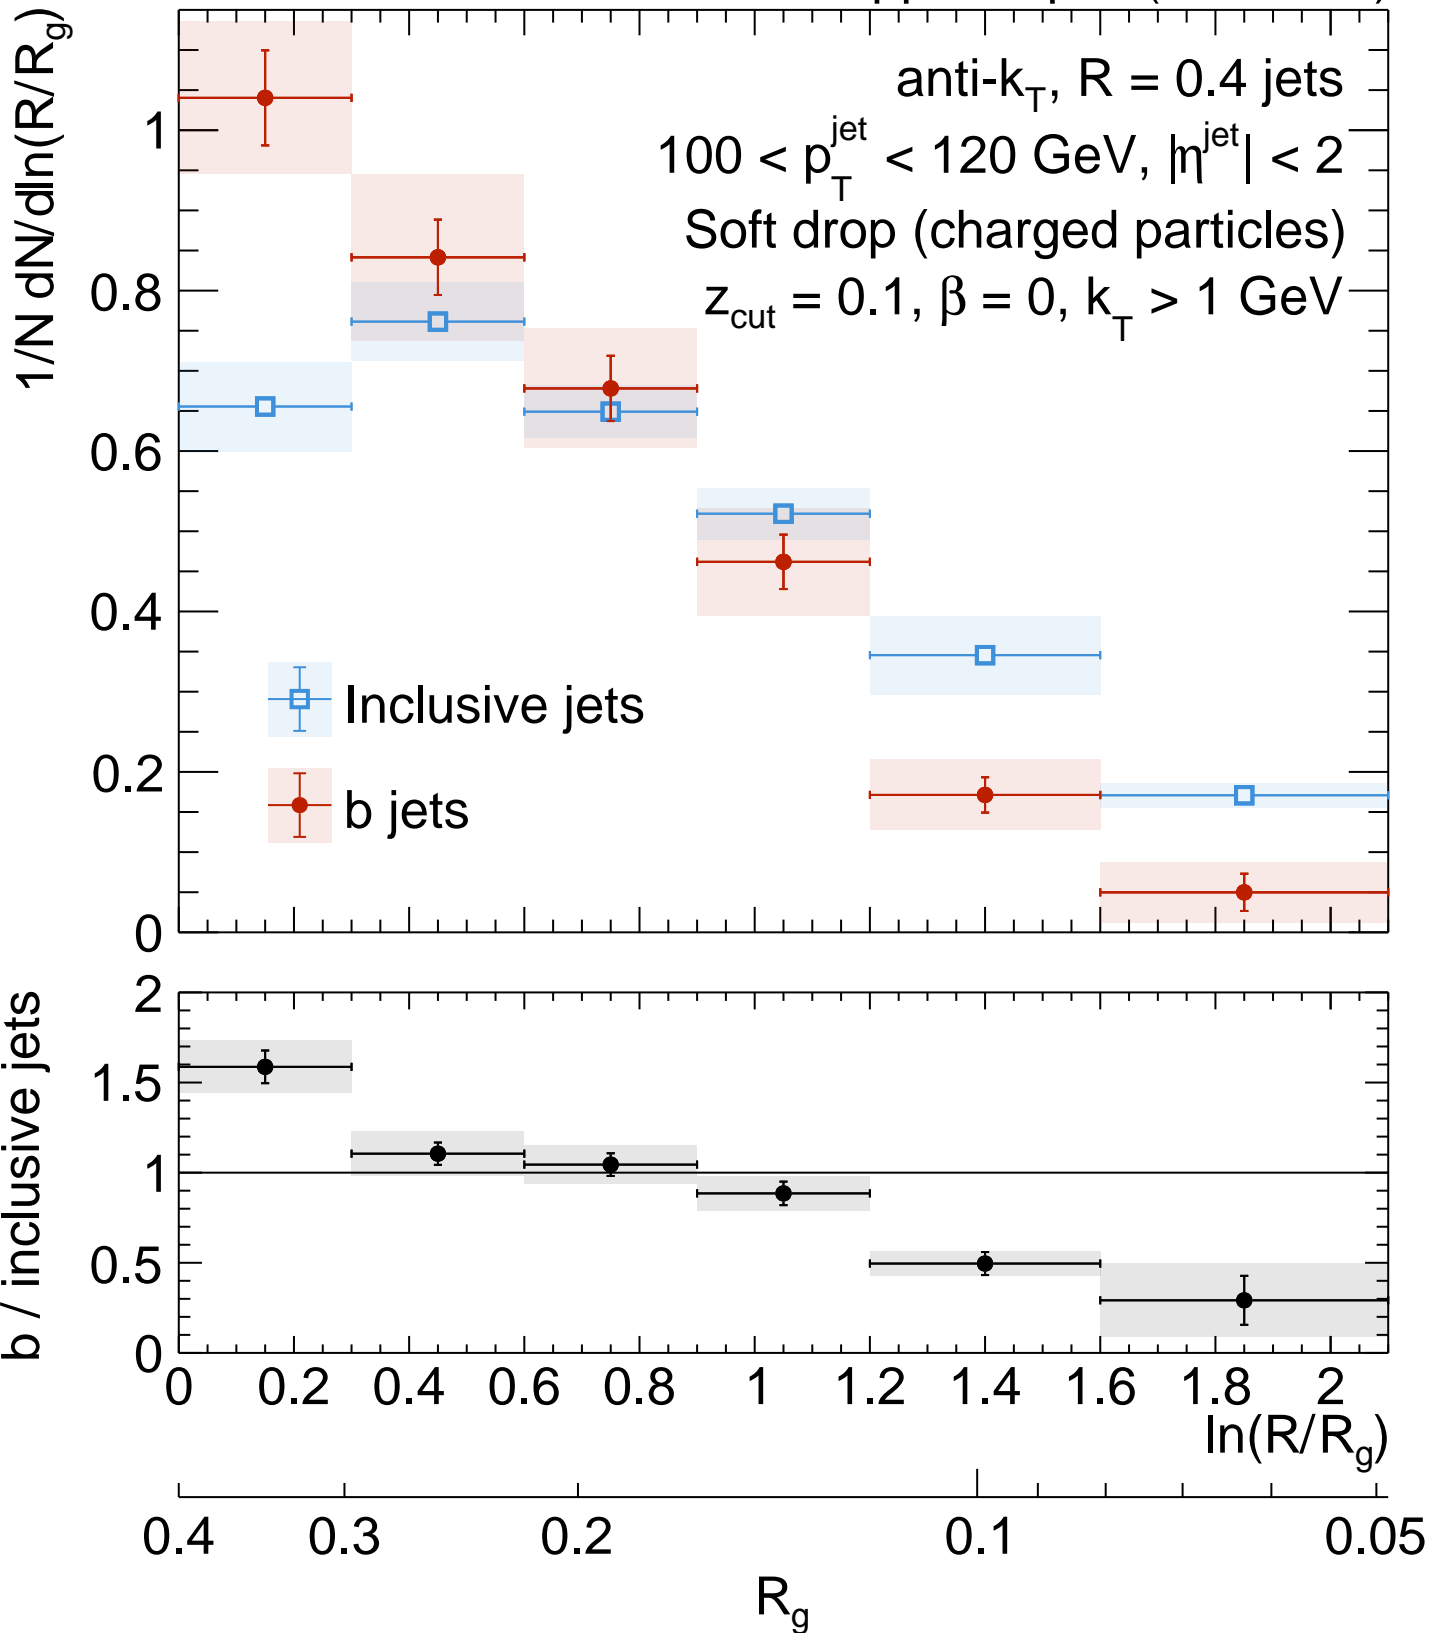 anti-k_T, R = 0.4 jets
100 < p_T^jet < 120 GeV, |η^jet| < 2
Soft drop (charged particles)
z_cut = 0.1, β = 0, k_T > 1 GeV
1/N dN/dln(R/R_g)
1
0.8
0.6
0.4
0.2
0
Inclusive jets
b jets
b / inclusive jets
2
1.5
1
0.5
0
0 0.2 0.4 0.6 0.8 1 1.2 1.4 1.6 1.8 2
ln(R/R_g)
0.4 0.3 0.2 0.1 0.05
R_g